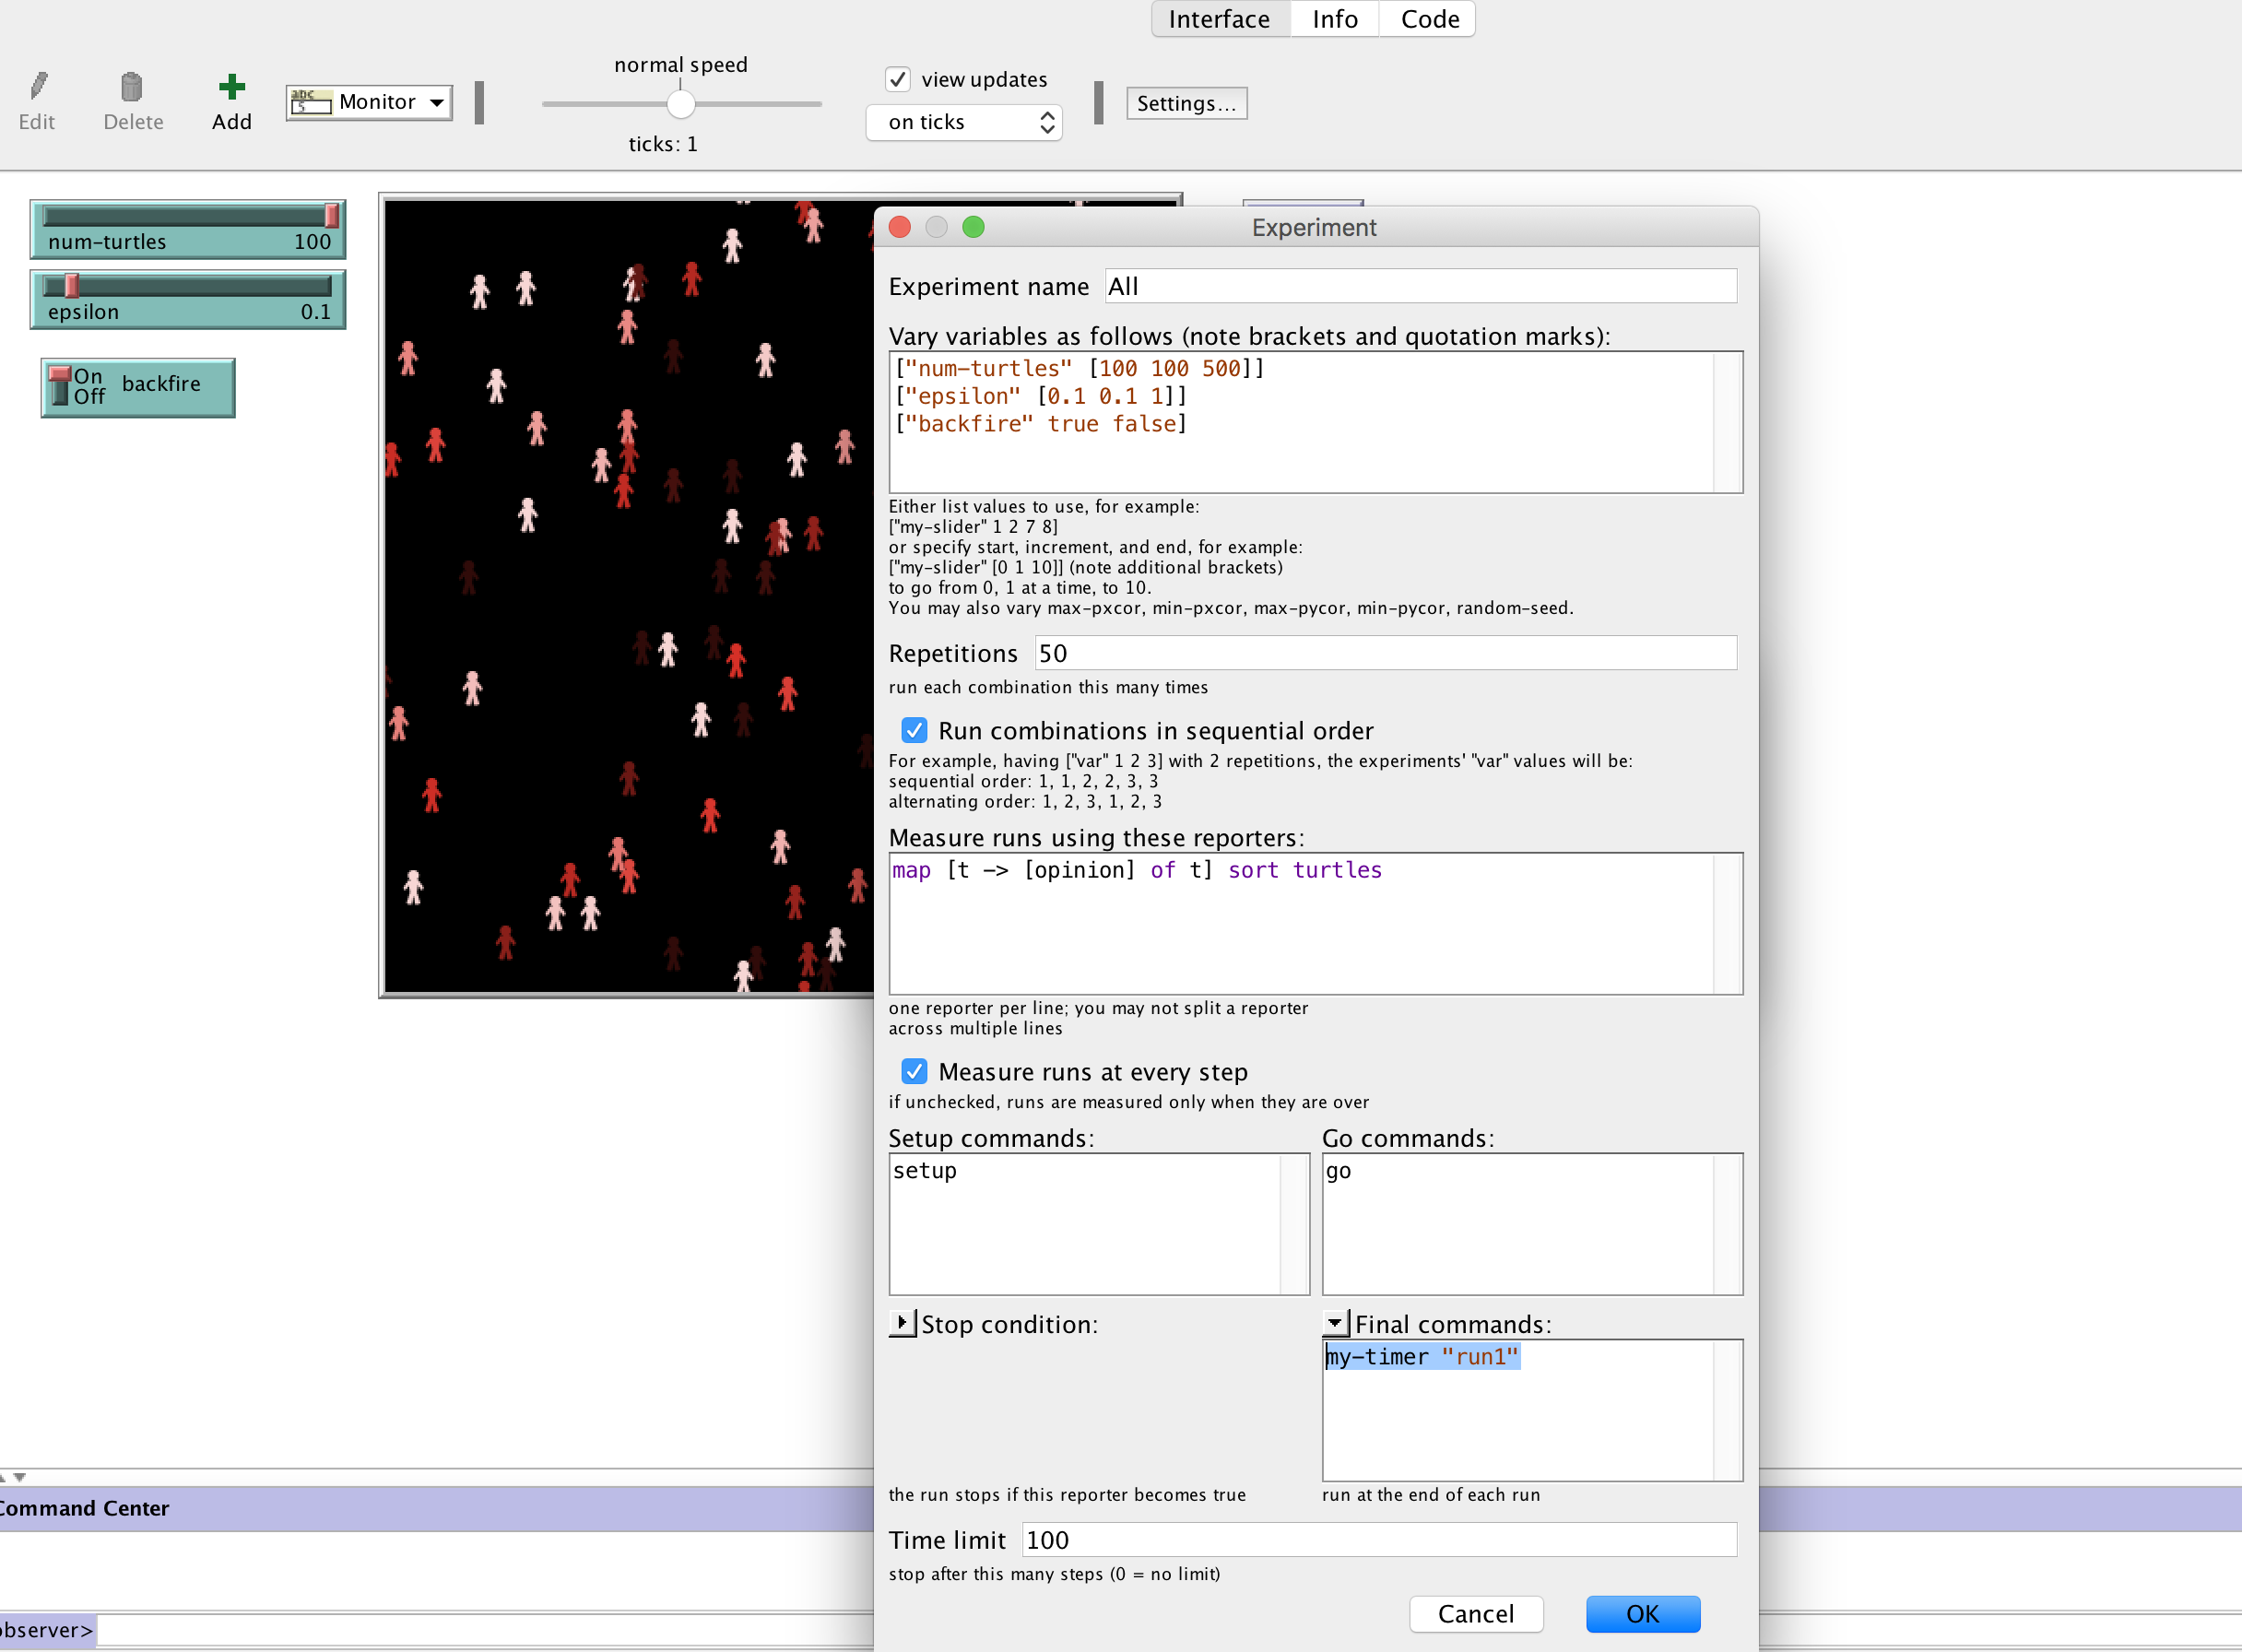 Interface Info Code
normal speed
view updates
Edit Delete Add
abc
5
Monitor
on ticks
Settings...
ticks: 1
num-turtles 100
epsilon 0.1
On
Off
backfire
Experiment
Experiment name All
Vary variables as follows (note brackets and quotation marks):
["num-turtles" [100 100 500]]
["epsilon" [0.1 0.1 1]]
["backfire" true false]
Either list values to use, for example:
["my-slider" 1 2 7 8]
or specify start, increment, and end, for example:
["my-slider" [0 1 10]] (note additional brackets)
to go from 0, 1 at a time, to 10.
You may also vary max-pxcor, min-pxcor, max-pycor, min-pycor, random-seed.
Repetitions 50
run each combination this many times
Run combinations in sequential order
For example, having ["var" 1 2 3] with 2 repetitions, the experiments' "var" values will be:
sequential order: 1, 1, 2, 2, 3, 3
alternating order: 1, 2, 3, 1, 2, 3
Measure runs using these reporters:
map [t -> [opinion] of t] sort turtles
one reporter per line; you may not split a reporter
across multiple lines
Measure runs at every step
if unchecked, runs are measured only when they are over
Setup commands: Go commands:
setup go
Stop condition: Final commands:
my-timer "run1"
the run stops if this reporter becomes true run at the end of each run
Command Center
Time limit 100
stop after this many steps (0 = no limit)
Cancel OK
observer>